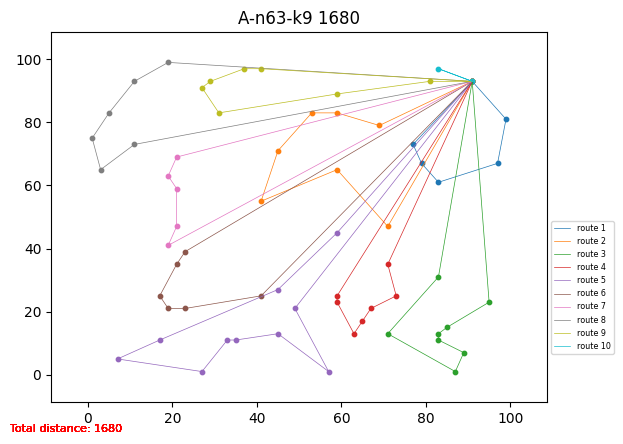 A-n63-k9 1680
100
80
60
40
20
0
0 20 40 60 80 100
route 1
route 2
route 3
route 4
route 5
route 6
route 7
route 8
route 9
route 10
Total distance: 1680